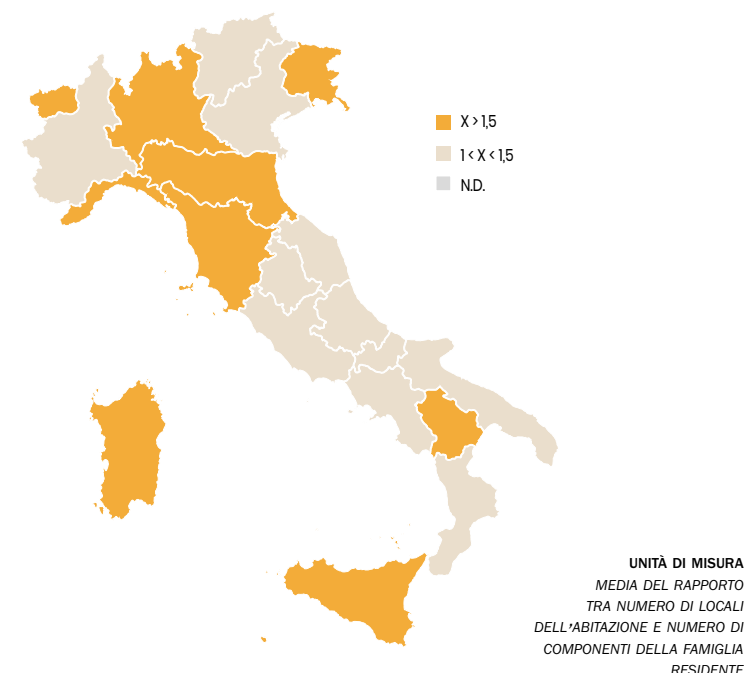 X > 1,5
1 < X < 1,5
N.D.
UNITÀ DI MISURA
MEDIA DEL RAPPORTO
TRA NUMERO DI LOCALI
DELL'ABITAZIONE E NUMERO DI
COMPONENTI DELLA FAMIGLIA
RESIDENTE